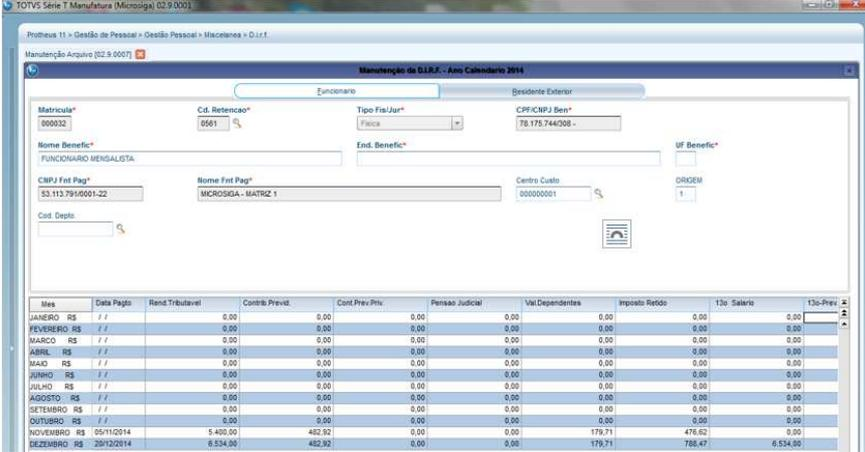 TOTVS Série T Manufatura (Microsiga) 02.9.0001
Protheus 11 > Gestão de Pessoal > Gestão Pessoal > Miscelanea > D.i.r.f.
Manutenção Arquivo [02.9.0007]
Manutenção da D.I.R.F. - Ano Calendario 2014
Funcionario Residente Exterior
Matricula* Cd. Retencao* Tipo Fis/Jur* CPF/CNPJ Ben*
000032 0561 Fisica 78.175.744/308 -
Nome Benefic* End. Benefic* UF Benefic*
FUNCIONARIO MENSALISTA
CNPJ Fnt Pag* Nome Fnt Pag* Centro Custo ORIGEM
53.113.791/0001-22 MICROSIGA - MATRIZ 1 000000001 1
Cod. Depto.
Mes Data Pagto Rend.Tributavel Contrib.Previd. Cont.Prev.Priv. Pensao Judicial Val.Dependentes Imposto Retido 13o Salario 13o-Prev.
JANEIRO R$ / / 0,00 0,00 0,00 0,00 0,00 0,00 0,00
FEVEREIRO R$ / / 0,00 0,00 0,00 0,00 0,00 0,00 0,00
MARCO R$ / / 0,00 0,00 0,00 0,00 0,00 0,00 0,00
ABRIL R$ / / 0,00 0,00 0,00 0,00 0,00 0,00 0,00
MAIO R$ / / 0,00 0,00 0,00 0,00 0,00 0,00 0,00
JUNHO R$ / / 0,00 0,00 0,00 0,00 0,00 0,00 0,00
JULHO R$ / / 0,00 0,00 0,00 0,00 0,00 0,00 0,00
AGOSTO R$ / / 0,00 0,00 0,00 0,00 0,00 0,00 0,00
SETEMBRO R$ / / 0,00 0,00 0,00 0,00 0,00 0,00 0,00
OUTUBRO R$ / / 0,00 0,00 0,00 0,00 0,00 0,00 0,00
NOVEMBRO R$ 05/11/2014 5.400,00 482,92 0,00 0,00 179,71 476,62 0,00
DEZEMBRO R$ 20/12/2014 6.534,00 482,92 0,00 0,00 179,71 788,47 6.534,00